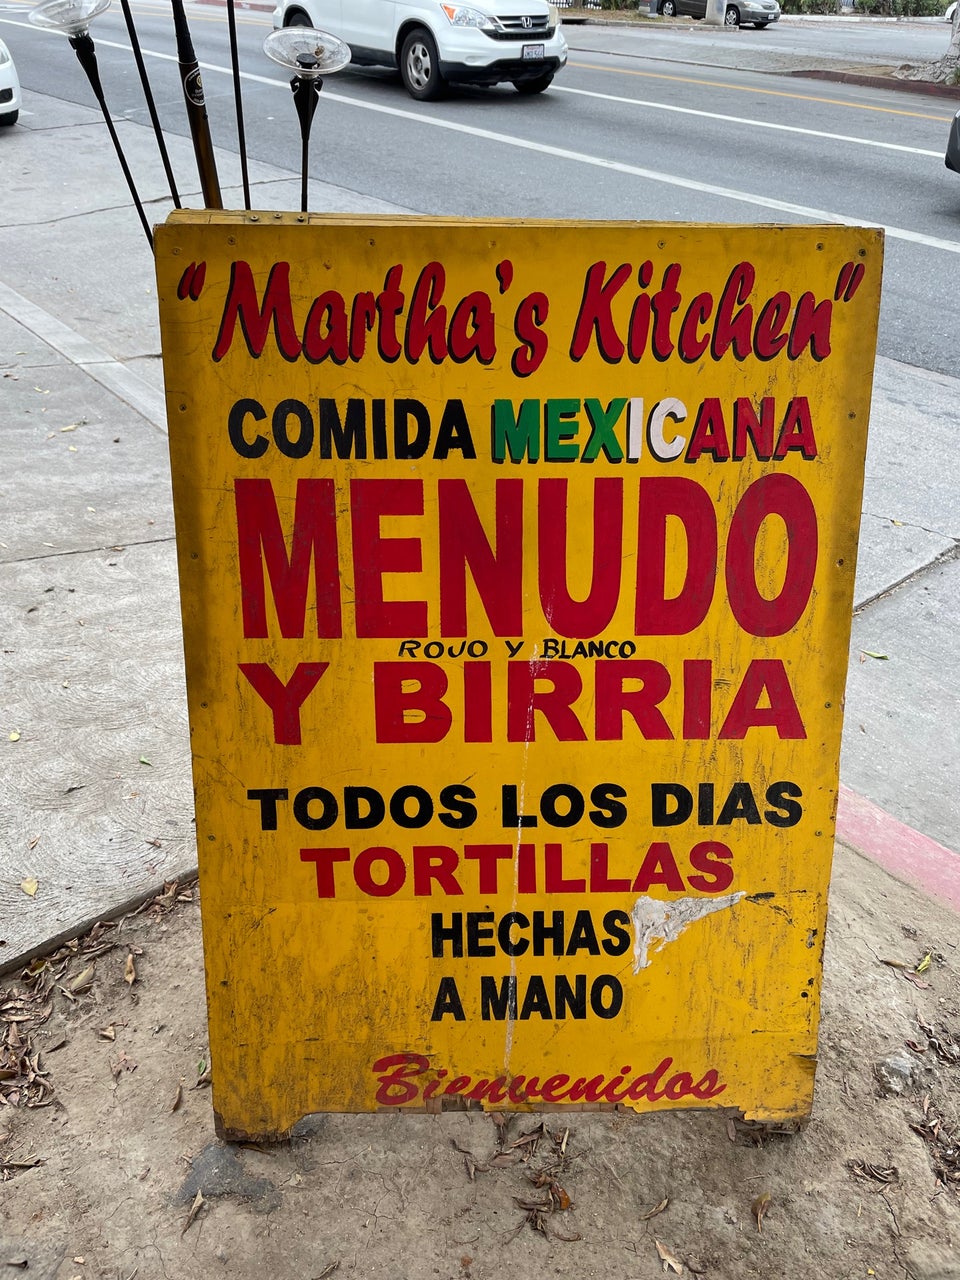 "Martha's Kitchen"
COMIDA MEXICANA
MENUDO
ROJO Y BLANCO
Y BIRRIA
TODOS LOS DIAS
TORTILLAS
HECHAS
A MANO
Bienvenidos